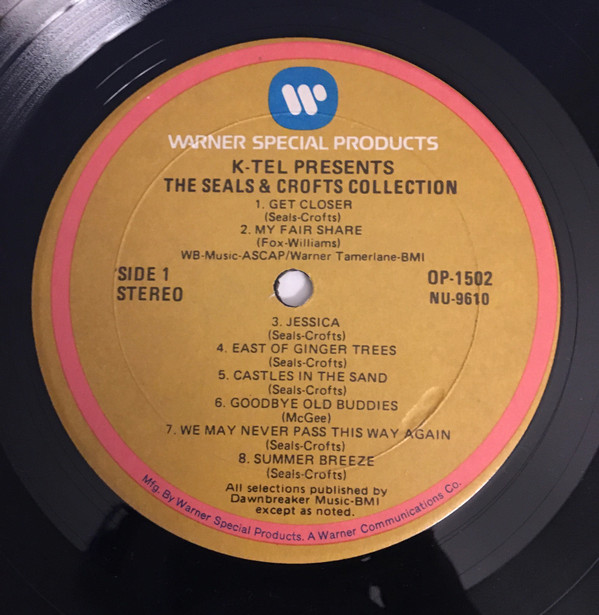 WARNER SPECIAL PRODUCTS
K-TEL PRESENTS
THE SEALS & CROFTS COLLECTION
1. GET CLOSER
(Seals-Crofts)
2. MY FAIR SHARE
(Fox-Williams)
WB-Music-ASCAP/Warner Tamerlane-BMI
SIDE 1
STEREO
OP-1502
NU-9610
3. JESSICA
(Seals-Crofts)
4. EAST OF GINGER TREES
(Seals-Crofts)
5. CASTLES IN THE SAND
(Seals-Crofts)
6. GOODBYE OLD BUDDIES
(McGee)
7. WE MAY NEVER PASS THIS WAY AGAIN
(Seals-Crofts)
8. SUMMER BREEZE
(Seals-Crofts)
All selections published by
Dawnbreaker Music-BMI
except as noted.
Mfg. By Warner Special Products. A Warner Communications Co.